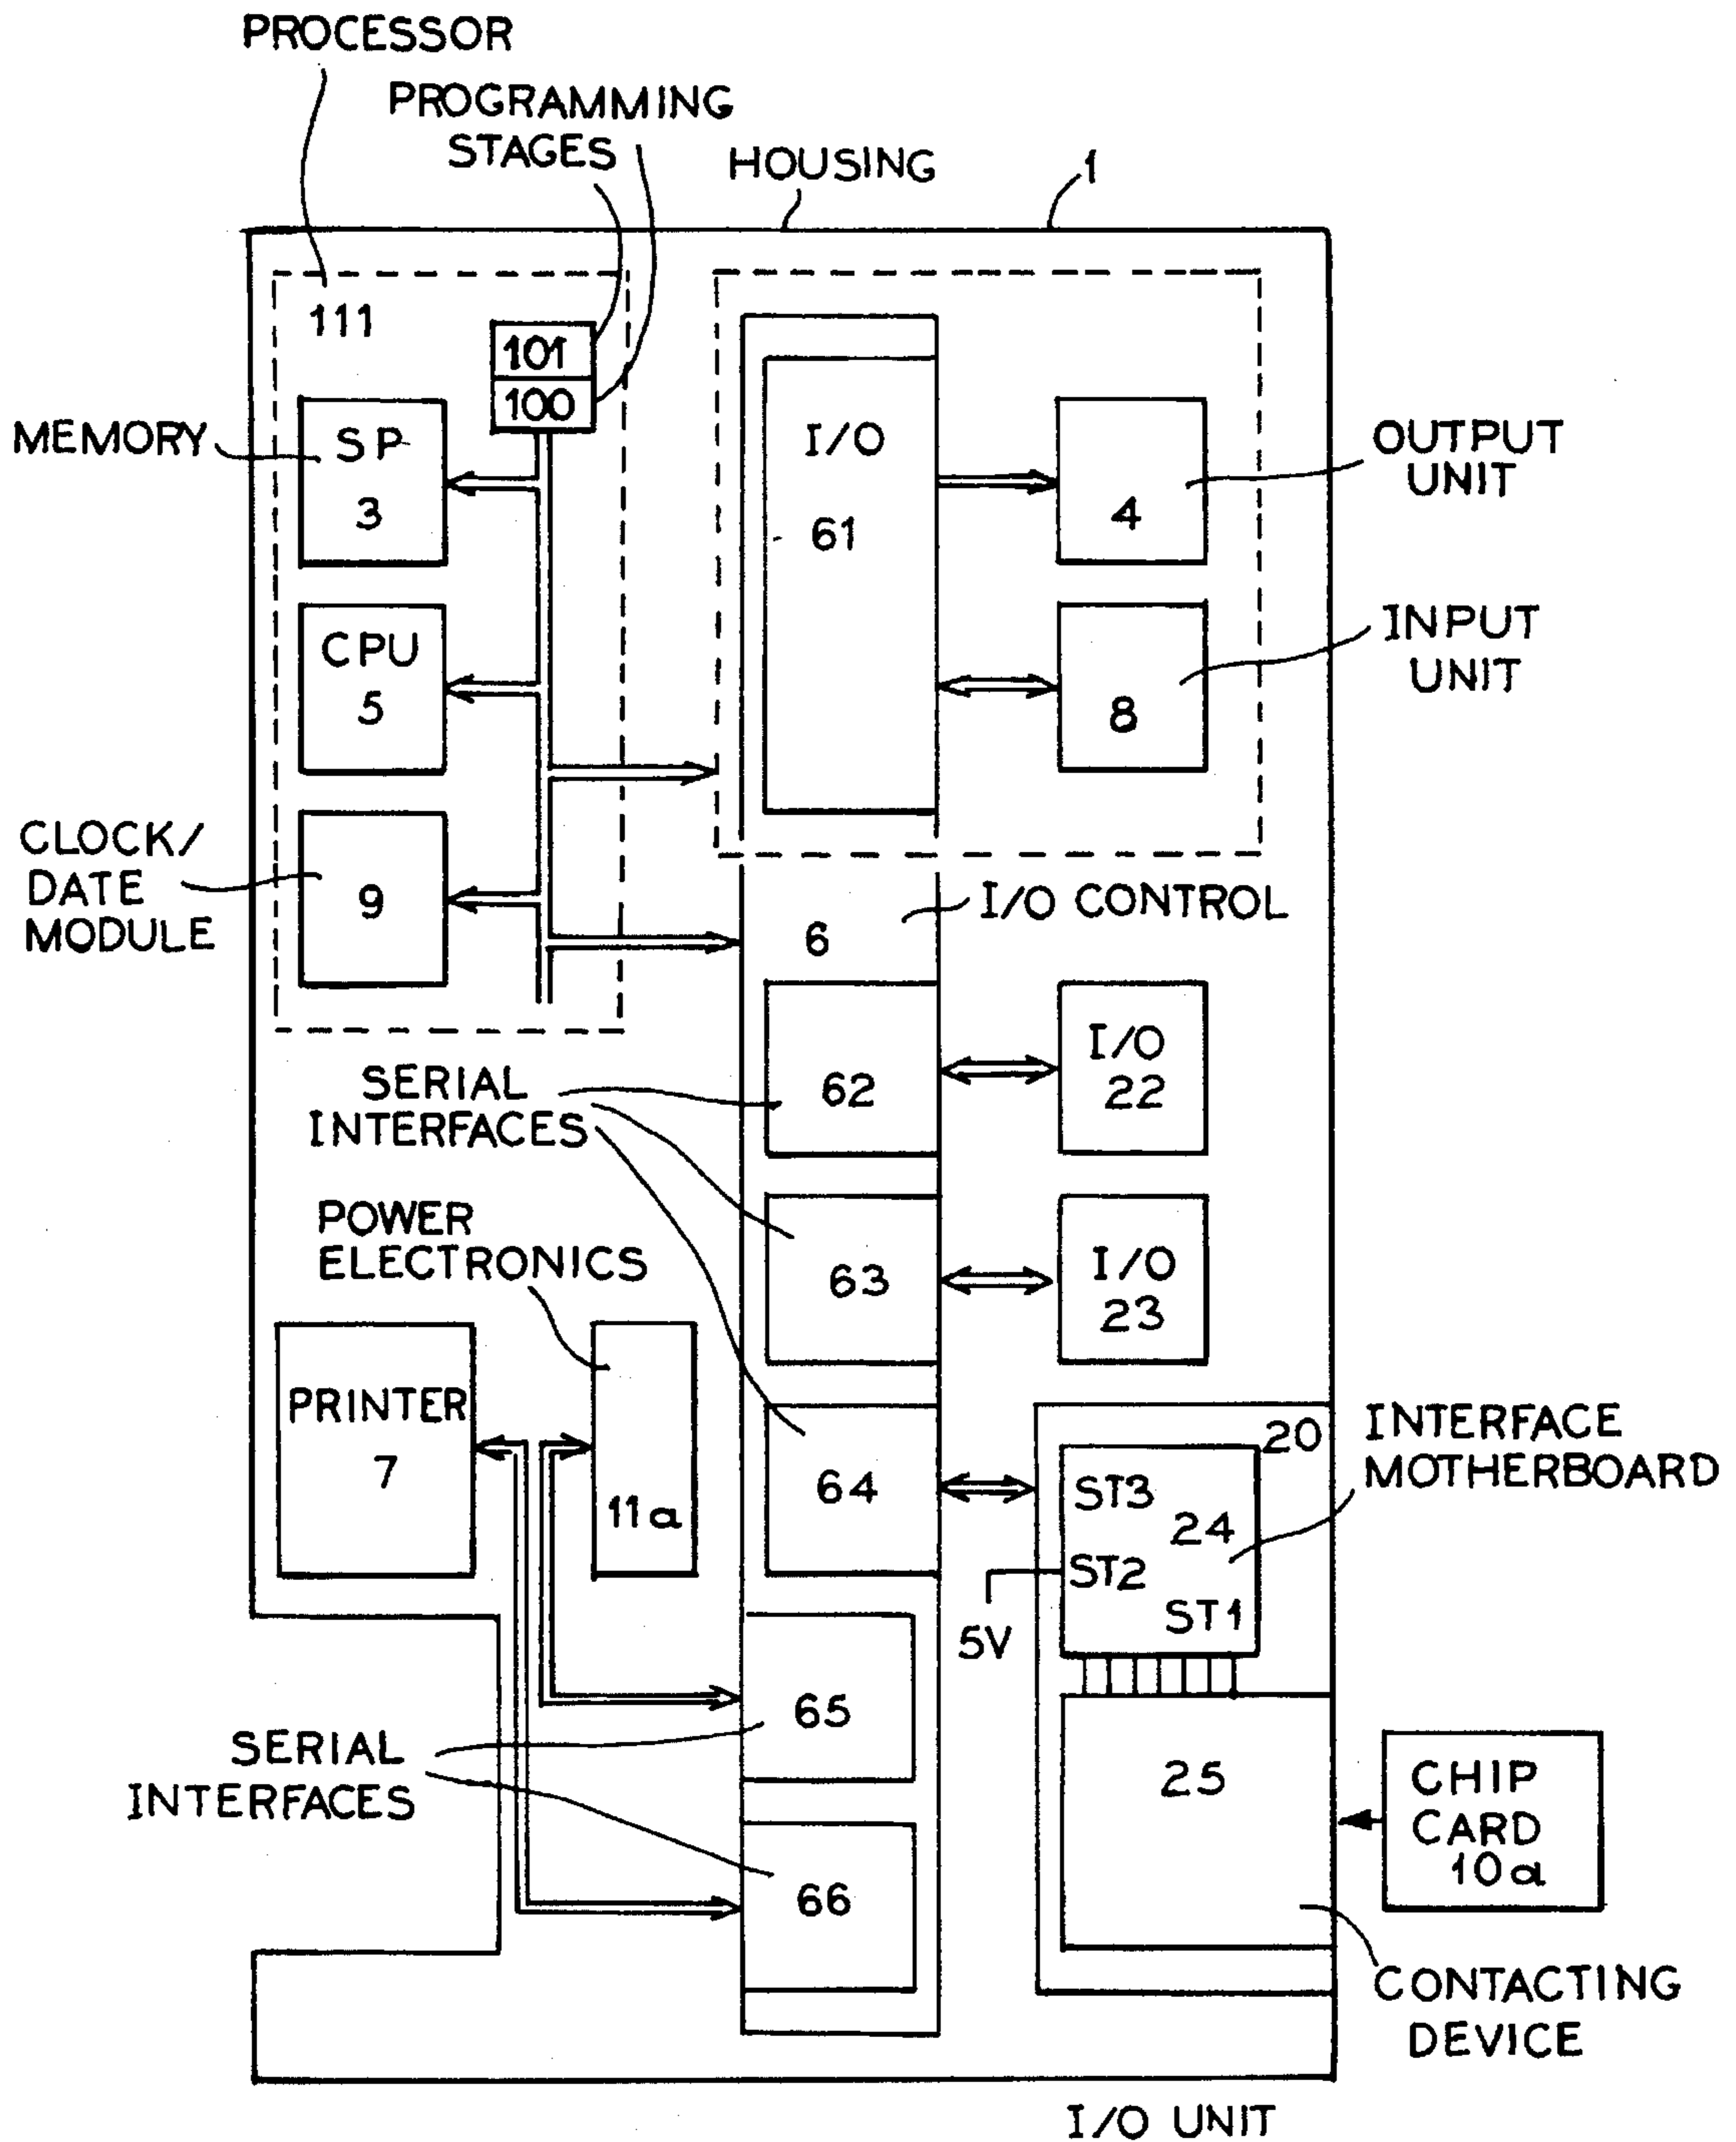 PROCESSOR
PROGRAMMING
STAGES
HOUSING
1
111
101
100
MEMORY
SP
3
I/O
61
4
OUTPUT
UNIT
CPU
5
8
INPUT
UNIT
CLOCK/
DATE
MODULE
9
6
I/O CONTROL
SERIAL
INTERFACES
62
I/O
22
POWER
ELECTRONICS
63
I/O
23
PRINTER
7
11a
64
20
INTERFACE
MOTHERBOARD
ST3
24
ST2
ST1
5V
65
SERIAL
INTERFACES
66
25
CHIP
CARD
10a
CONTACTING
DEVICE
I/O UNIT